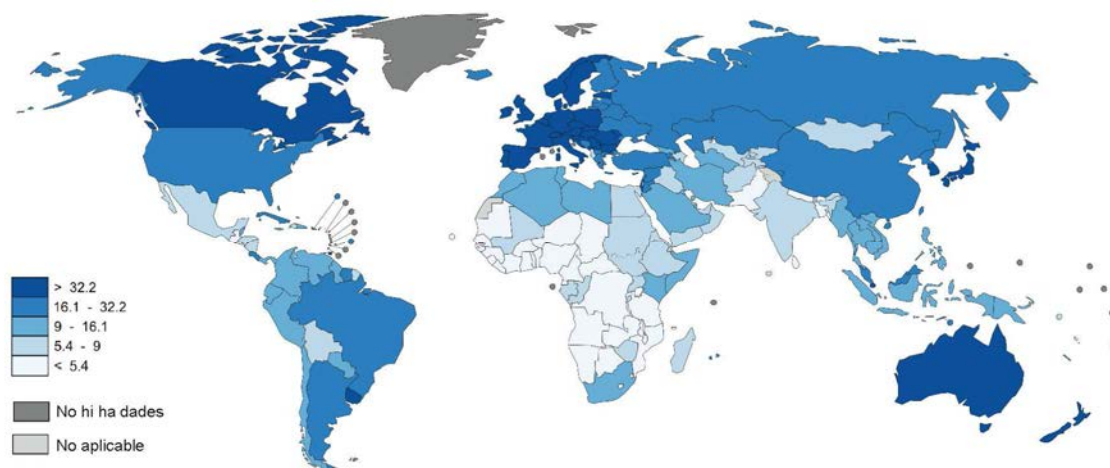 > 32.2
16.1 - 32.2
9 - 16.1
5.4 - 9
< 5.4
No hi ha dades
No aplicable